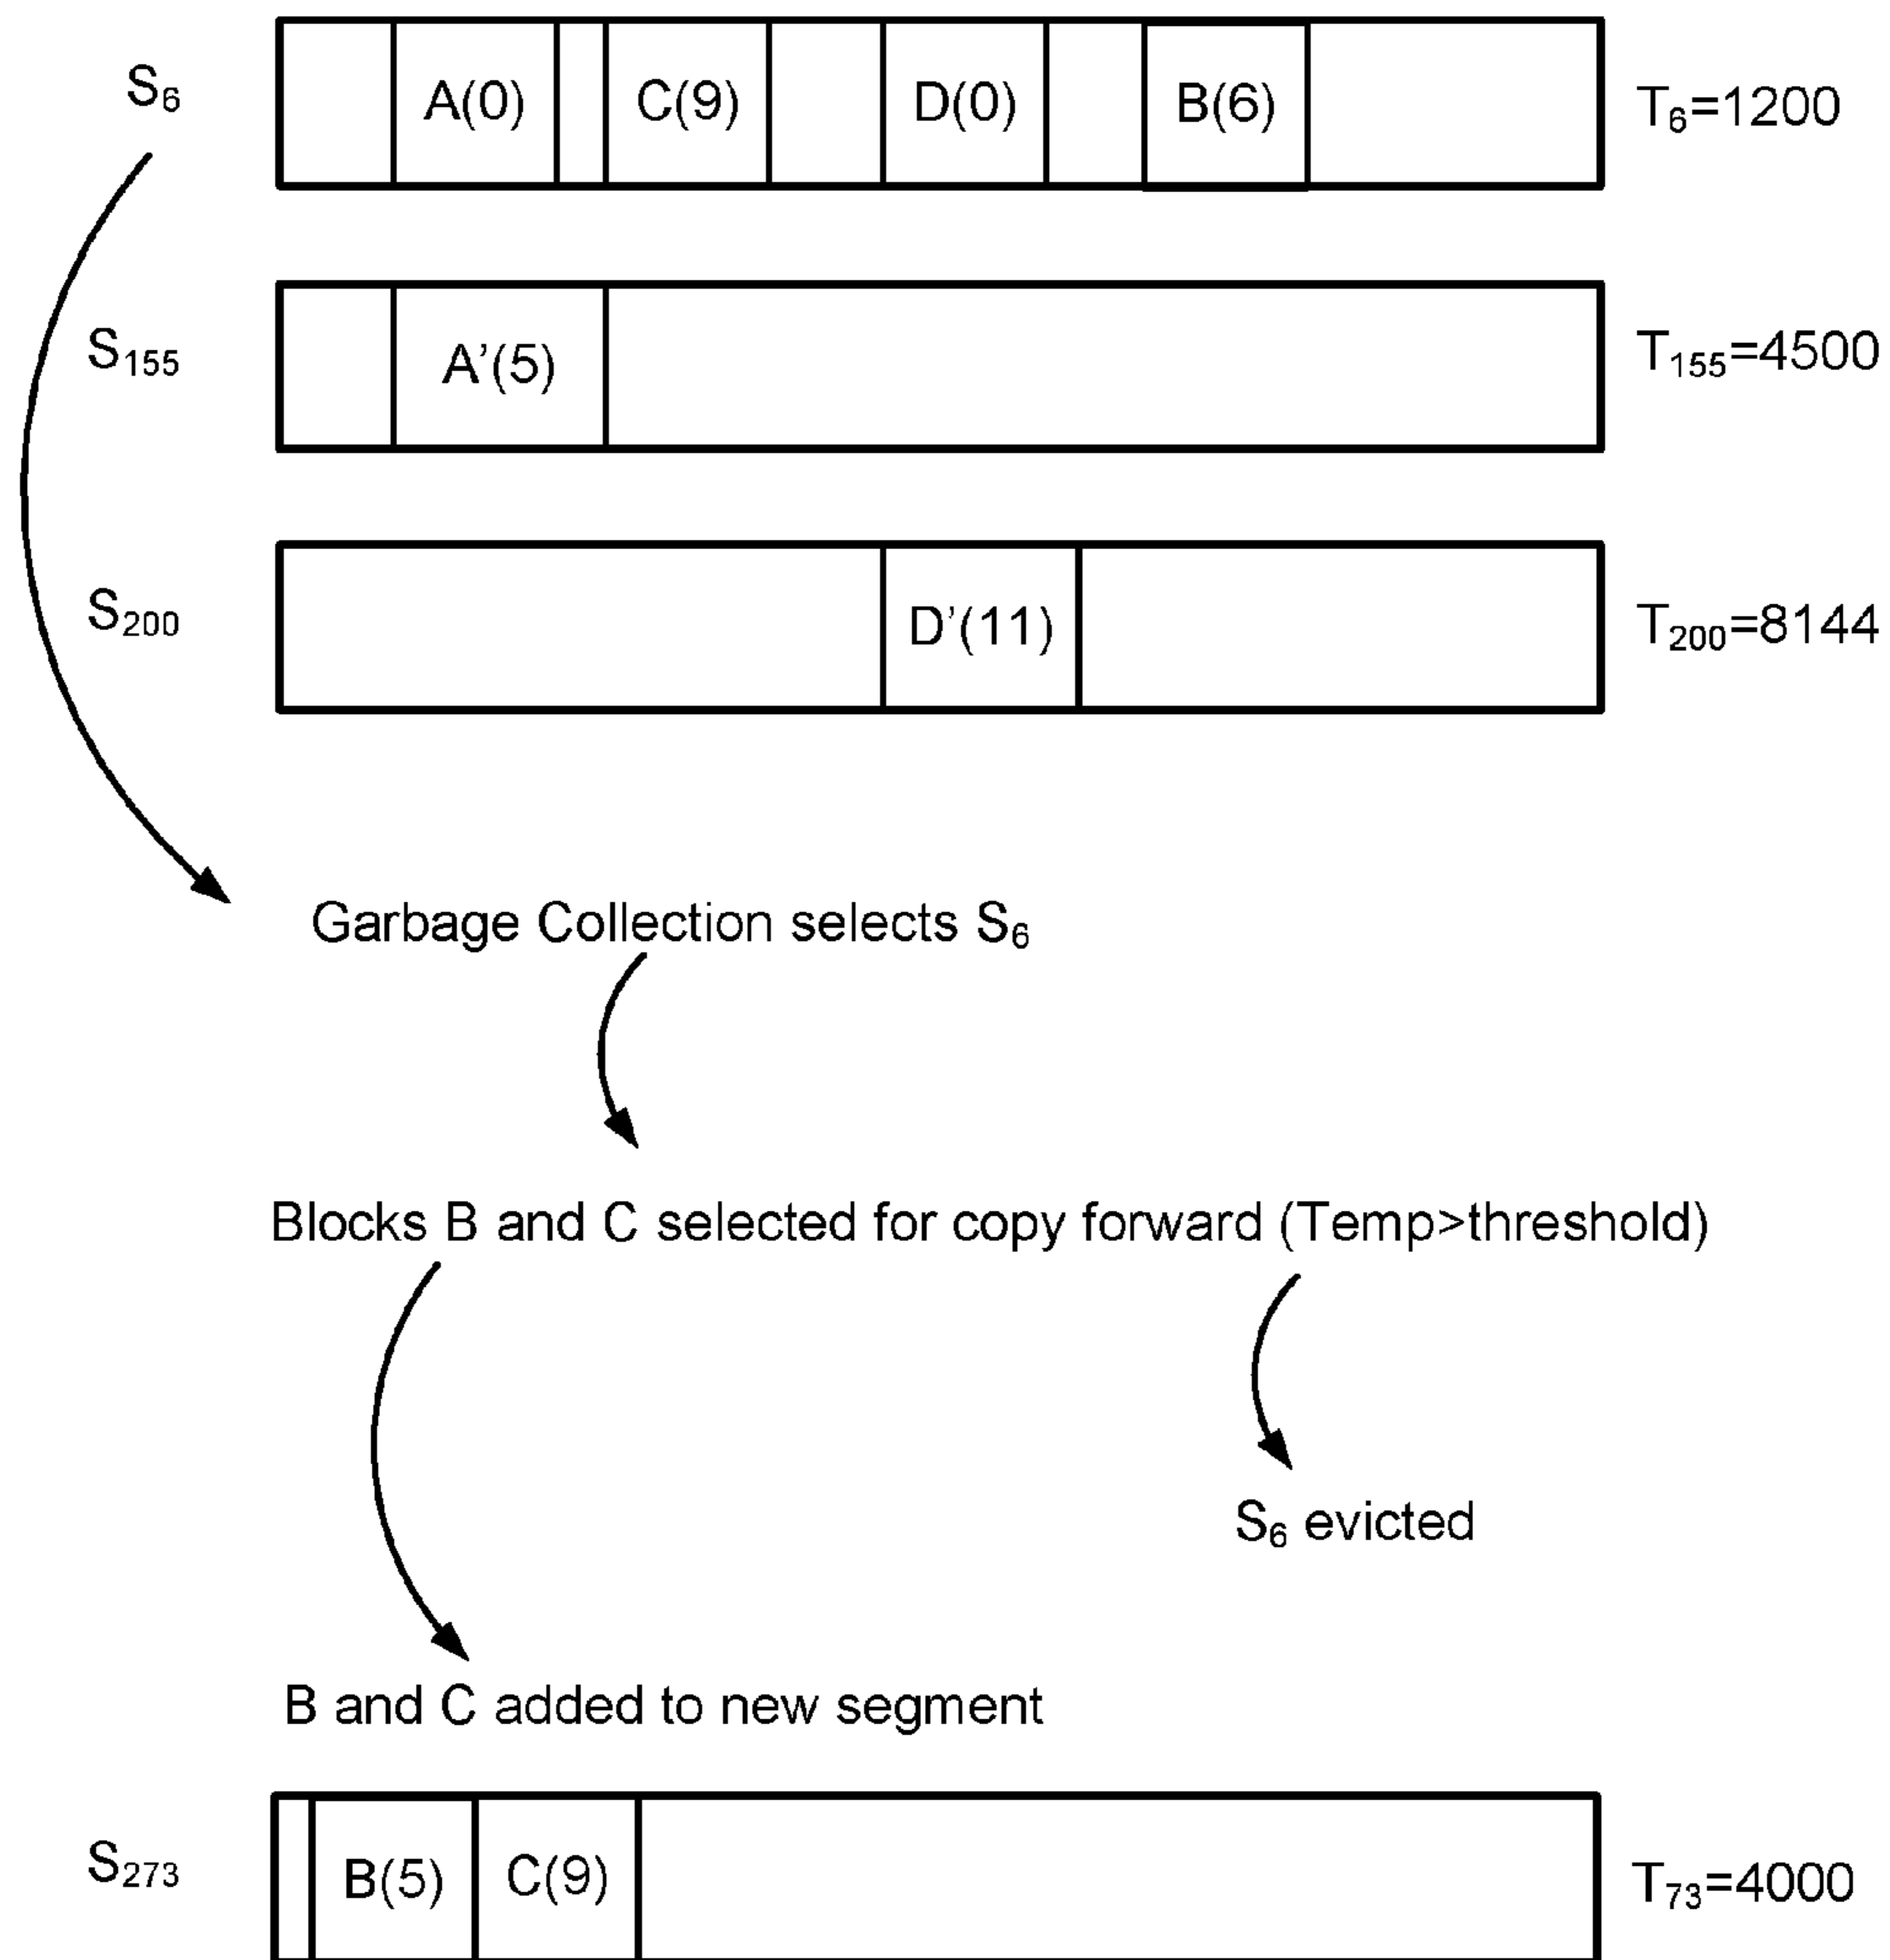 S₆ A(0) C(9) D(0) B(6) T₆=1200
S₁₅₅ A’(5) T₁₅₅=4500
S₂₀₀ D’(11) T₂₀₀=8144
Garbage Collection selects S₆
Blocks B and C selected for copy forward (Temp>threshold)
S₆ evicted
B and C added to new segment
S₂₇₃ B(5) C(9) T₇₃=4000